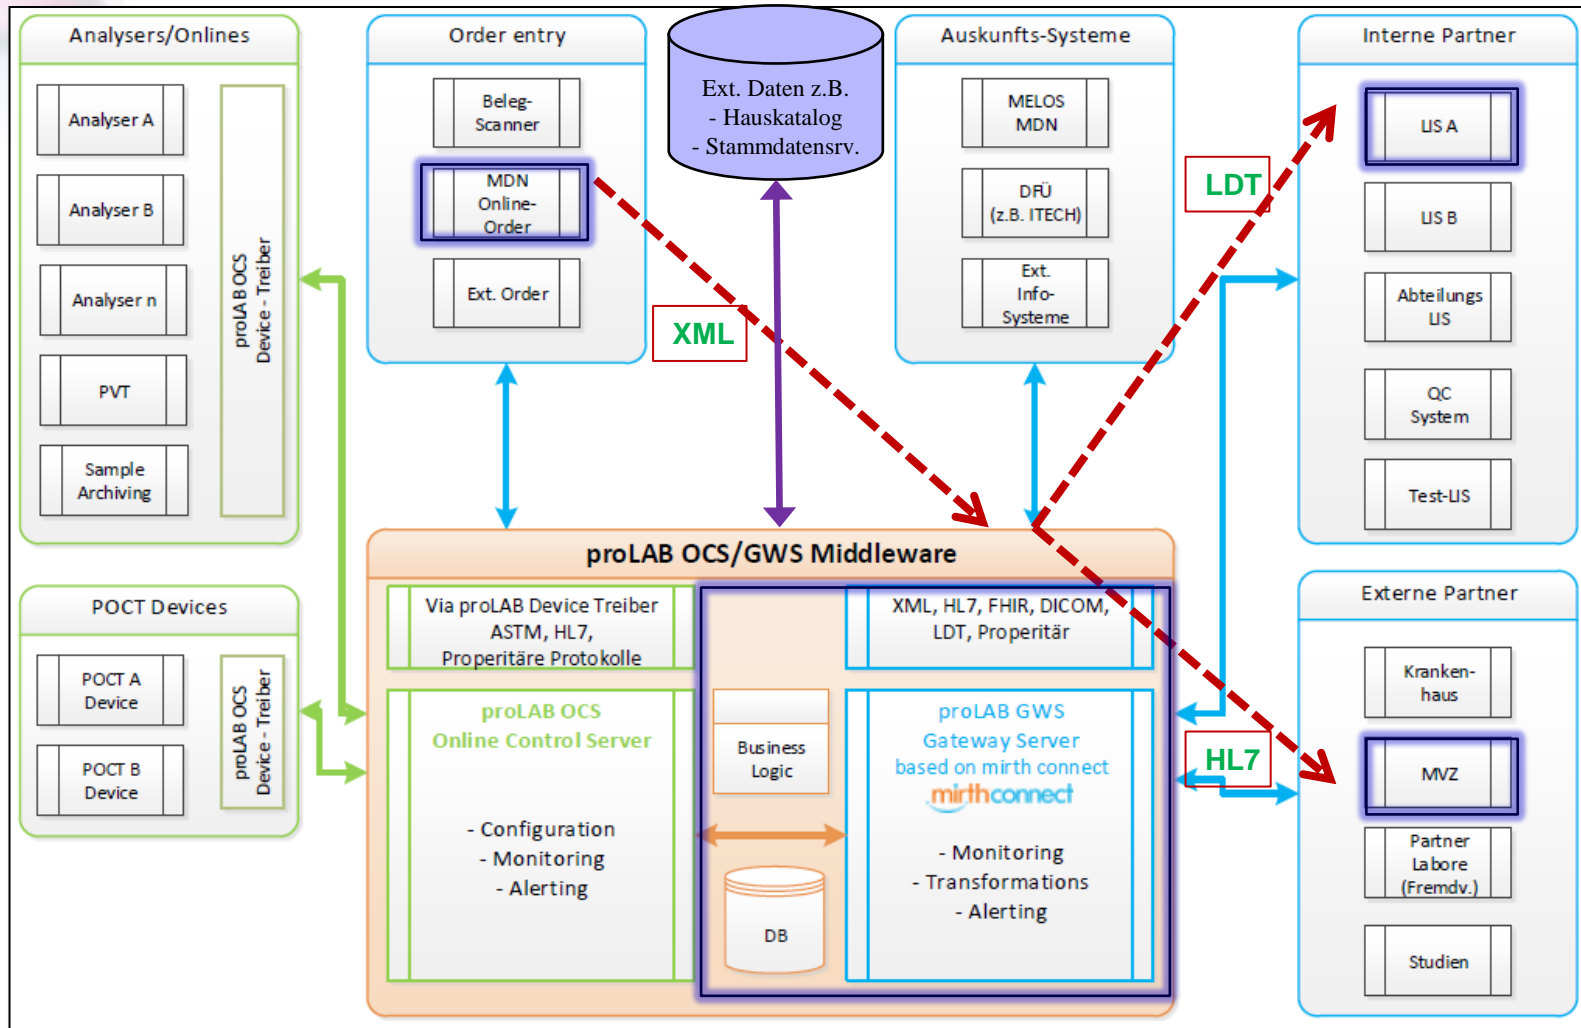 Analysers/Onlines
Analyser A
Analyser B
Analyser n
PVT
Sample
Archiving
proLAB OCS
Device - Treiber
POCT Devices
POCT A
Device
POCT B
Device
proLAB OCS
Device - Treiber
Order entry
Beleg-
Scanner
MDN
Online-
Order
Ext. Order
Ext. Daten z.B.
- Hauskatalog
- Stammdatensrv.
XML
Auskunfts-Systeme
MELOS
MDN
DFÜ
(z.B. ITECH)
Ext.
Info-
Systeme
LDT
Interne Partner
LIS A
LIS B
Abteilungs
LIS
QC
System
Test-LIS
proLAB OCS/GWS Middleware
Via proLAB Device Treiber
ASTM, HL7,
Properitäre Protokolle
proLAB OCS
Online Control Server
- Configuration
- Monitoring
- Alerting
Business
Logic
DB
XML, HL7, FHIR, DICOM,
LDT, Properitär
proLAB GWS
Gateway Server
based on mirth connect
mirthconnect
- Monitoring
- Transformations
- Alerting
HL7
Externe Partner
Kranken-
haus
MVZ
Partner
Labore
(Fremdv.)
Studien